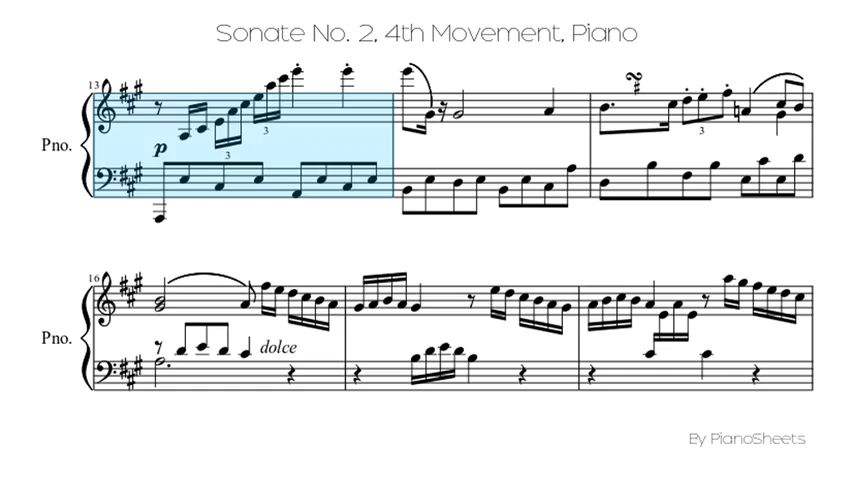 Sonate No. 2, 4th Movement, Piano
13
Pno.
p
3
3
3
16
Pno.
dolce
By PianoSheets